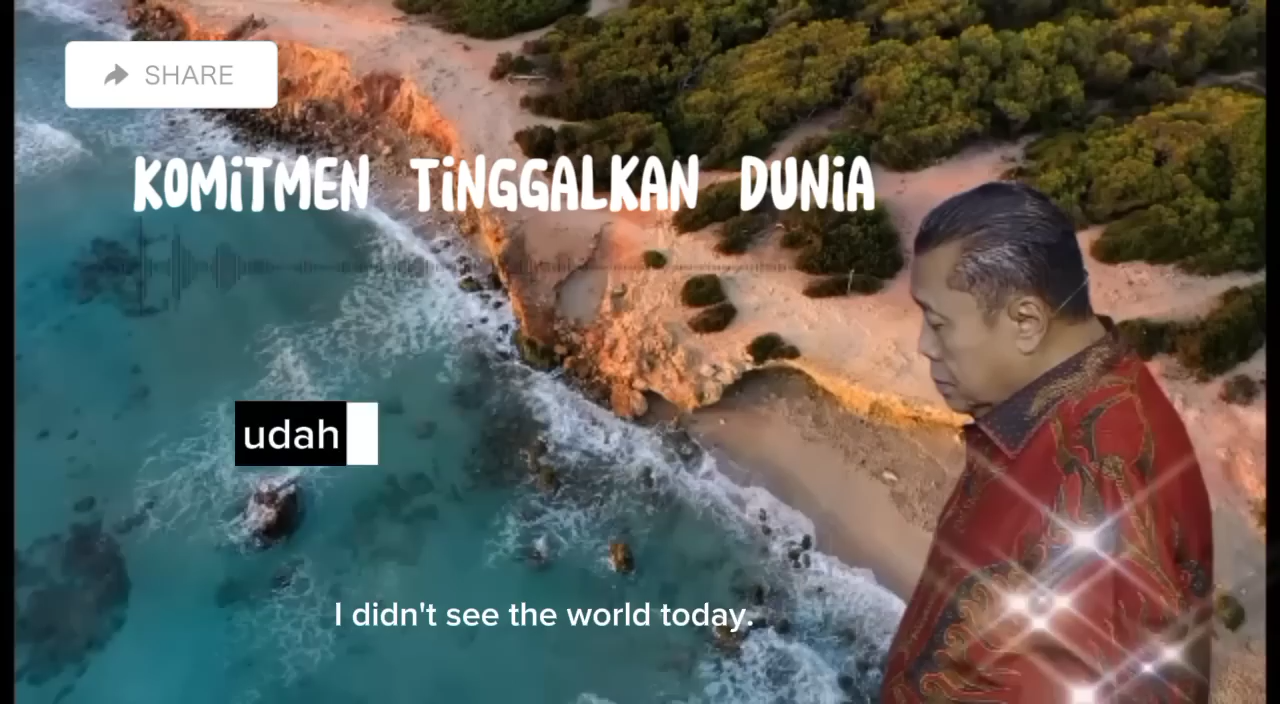 SHARE
KOMiTMEN TiNGGALKAN DUNiA
udah
I didn't see the world today.